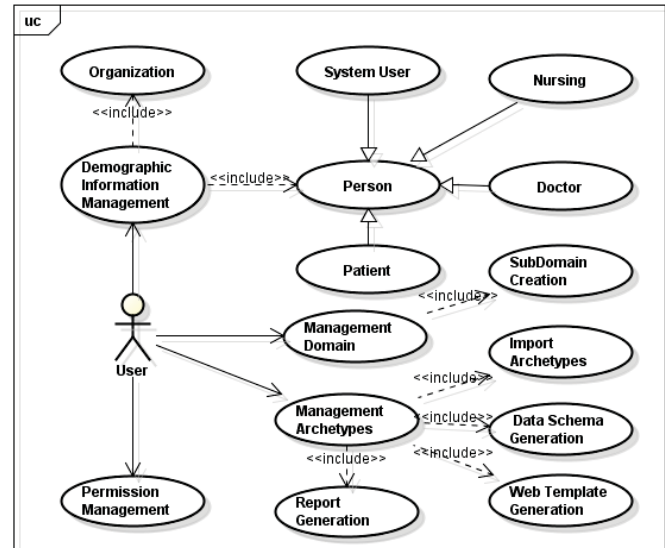 uc
Organization
System User
Nursing
<<include>>
Demographic
Information
Management
<<include>>
Person
Doctor
Patient
SubDomain
Creation
<<include>>
Management
Domain
User
Import
Archetypes
<<include>>
Management
Archetypes
<<include>>
Data Schema
Generation
<<include>>
<<include>>
Permission
Management
Report
Generation
Web Template
Generation